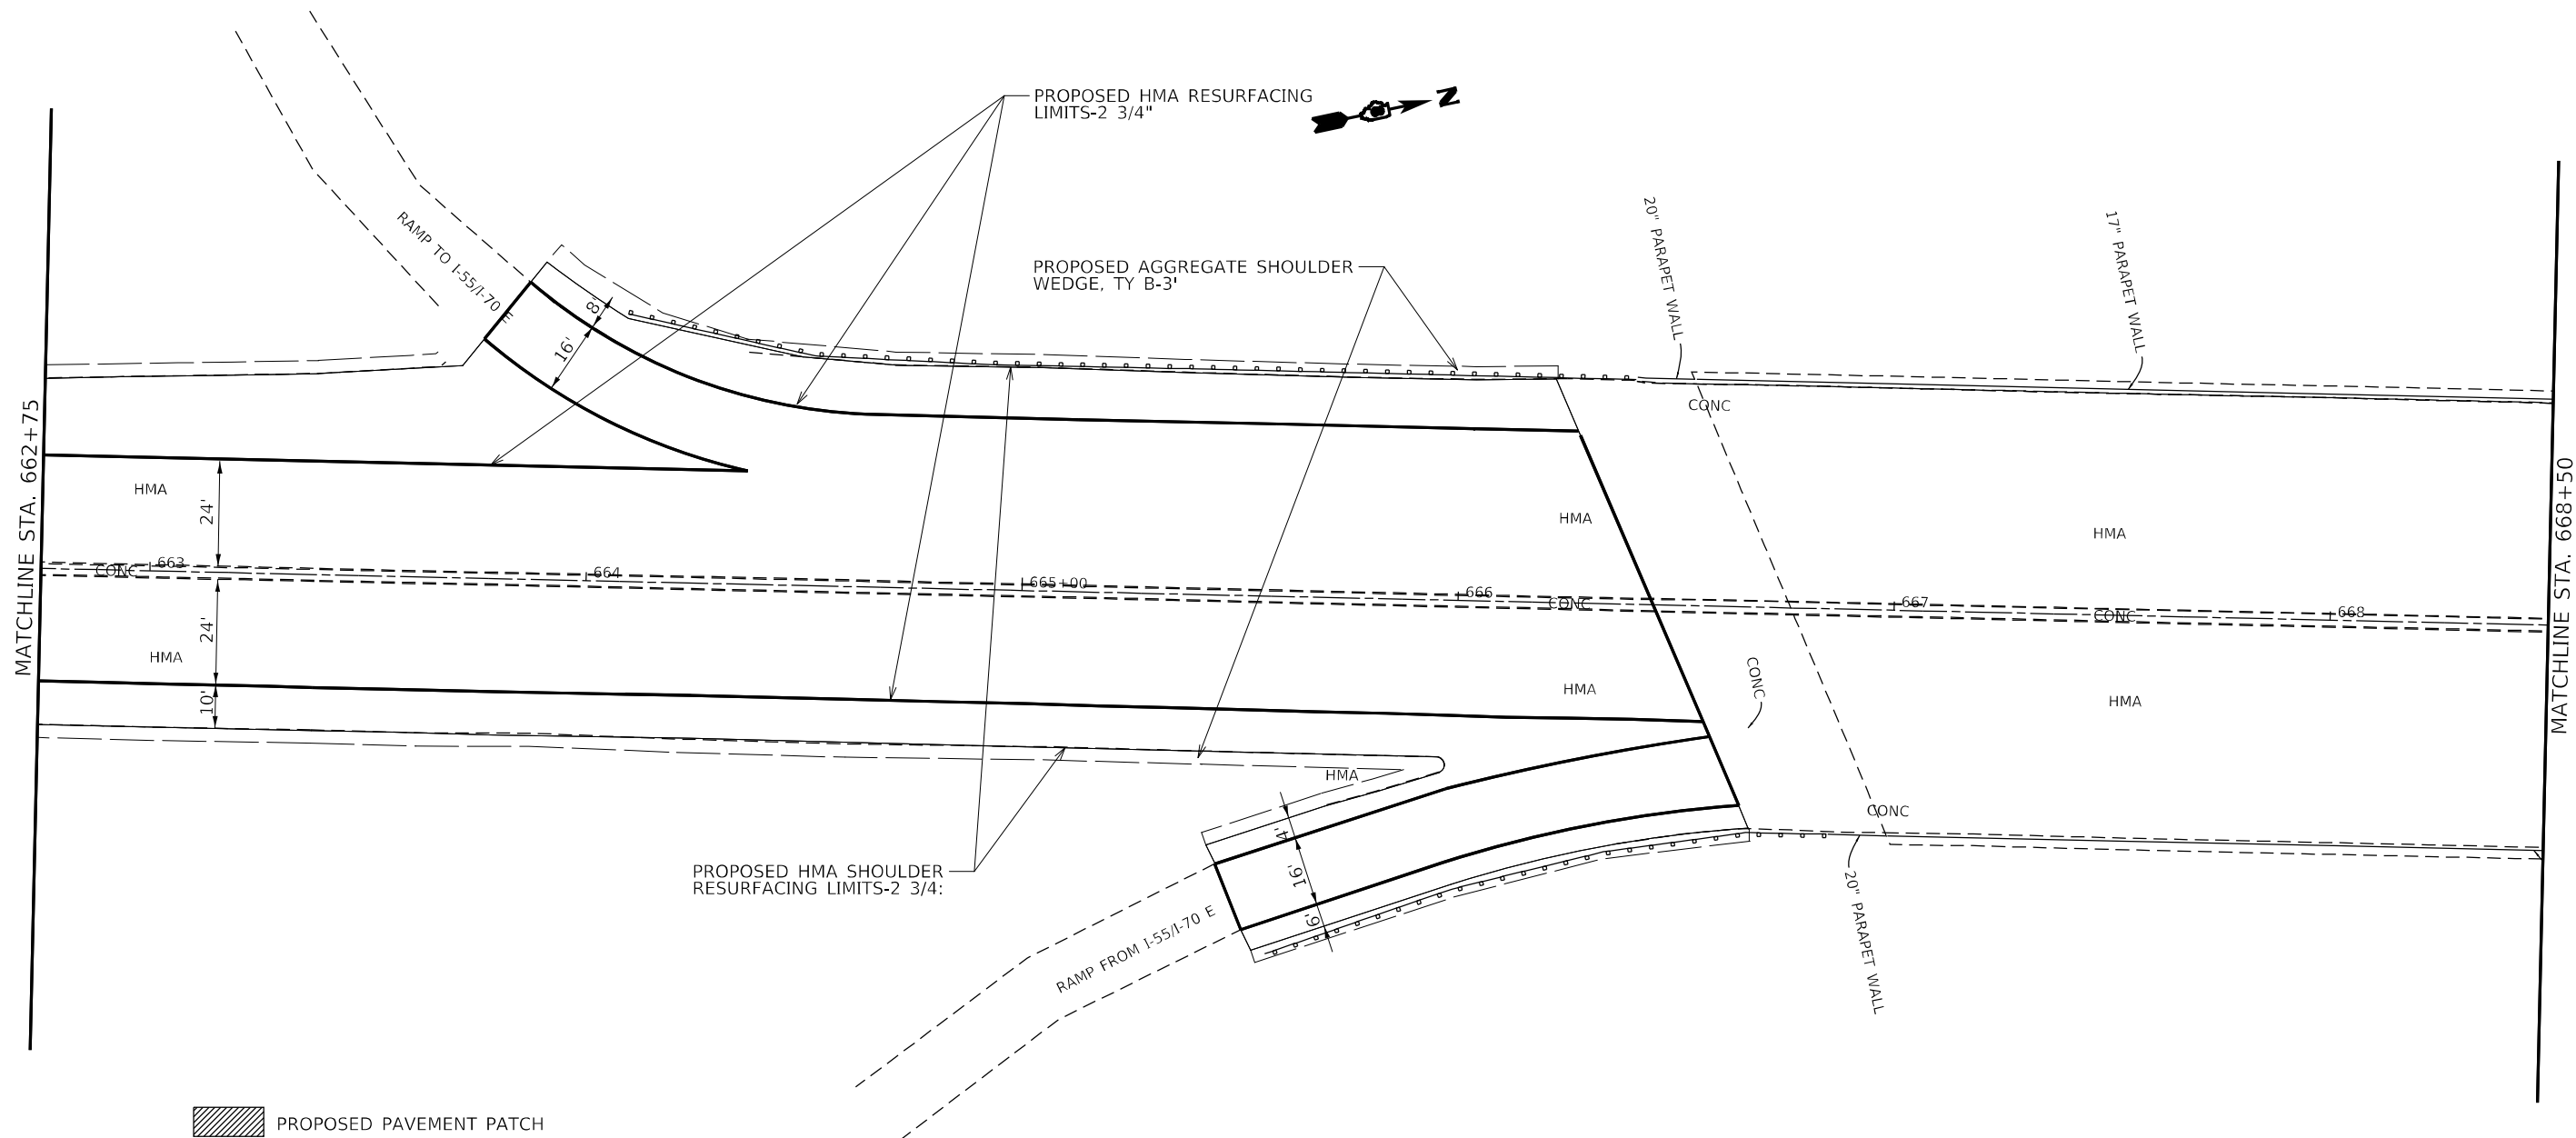 PROPOSED HMA RESURFACING
LIMITS-2 3/4"
N
RAMP TO I-55/I-70 E
8'
16'
PROPOSED AGGREGATE SHOULDER
WEDGE, TY B-3'
20" PARAPET WALL
17" PARAPET WALL
CONC
MATCHLINE STA. 662+75
MATCHLINE STA. 668+50
HMA
24'
HMA
HMA
CONC
663
664
665+00
666
CONC
667
CONC
668
24'
HMA
HMA
HMA
CONC
10'
HMA
CONC
4'
16'
6'
PROPOSED HMA SHOULDER
RESURFACING LIMITS-2 3/4:
RAMP FROM I-55/I-70 E
20" PARAPET WALL
PROPOSED PAVEMENT PATCH